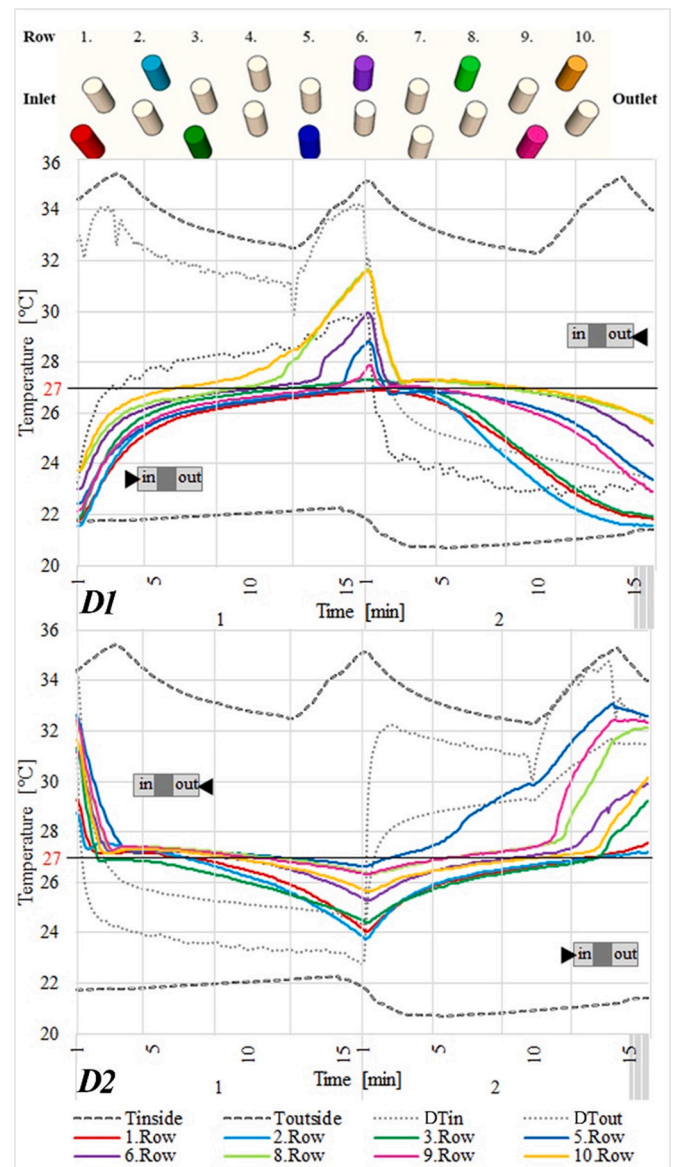 Row 1. 2. 3. 4. 5. 6. 7. 8. 9. 10.
Inlet Outlet
36
34
32
30
28
27
26
24
22
20
Temperature [℃]
in out
in out
1 5 10 15 1 5 10 15
D1 Time [min]
1 2
36
34
32
30
28
27
26
24
22
20
Temperature [℃]
in out
in out
1 5 10 15 1 5 10 15
D2 Time [min]
1 2
Tinside Toutside DTin DTout
1.Row 2.Row 3.Row 5.Row
6.Row 8.Row 9.Row 10.Row